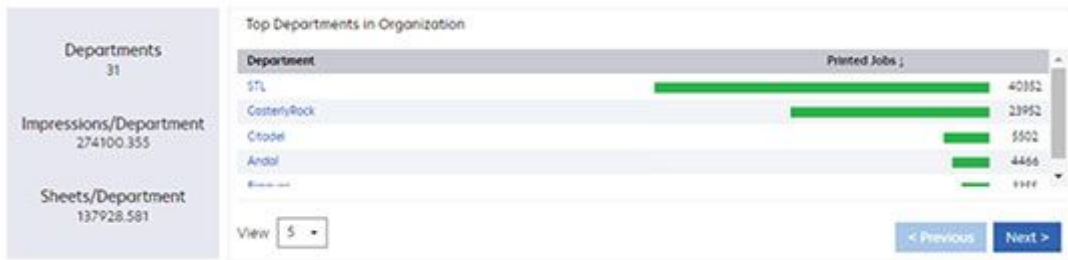 Departments
31
Impressions/Department
274100.355
Sheets/Department
137928.581
Top Departments in Organization
Department Printed Jobs ↓
STL 40352
CasterlyRock 23952
Citadel 5502
Andal 4466
View 5
< Previous Next >